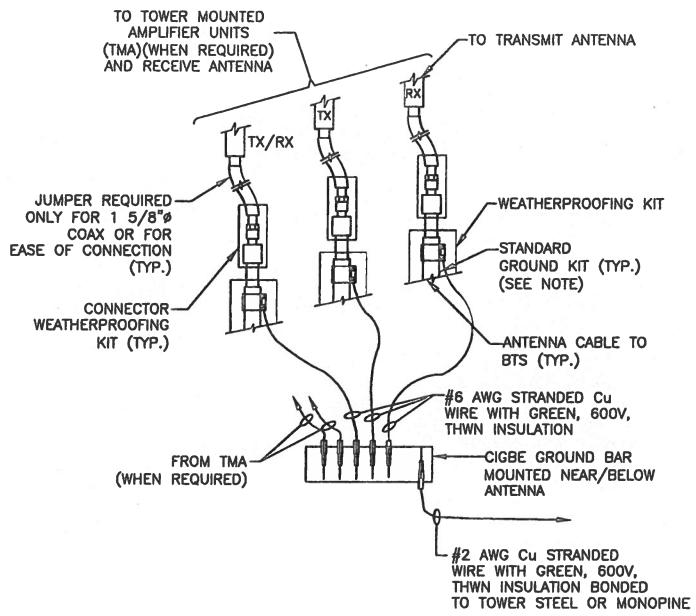 TO TOWER MOUNTED
AMPLIFIER UNITS
(TMA)(WHEN REQUIRED)
AND RECEIVE ANTENNA
TO TRANSMIT ANTENNA
RX
TX
TX/RX
JUMPER REQUIRED
ONLY FOR 1 5/8"ø
COAX OR FOR
EASE OF CONNECTION
(TYP.)
WEATHERPROOFING KIT
STANDARD
GROUND KIT (TYP.)
(SEE NOTE)
CONNECTOR
WEATHERPROOFING
KIT (TYP.)
ANTENNA CABLE TO
BTS (TYP.)
#6 AWG STRANDED Cu
WIRE WITH GREEN, 600V,
THWN INSULATION
FROM TMA
(WHEN REQUIRED)
CIGBE GROUND BAR
MOUNTED NEAR/BELOW
ANTENNA
#2 AWG Cu STRANDED
WIRE WITH GREEN, 600V,
THWN INSULATION BONDED
TO TOWER STEEL OR MONOPINE